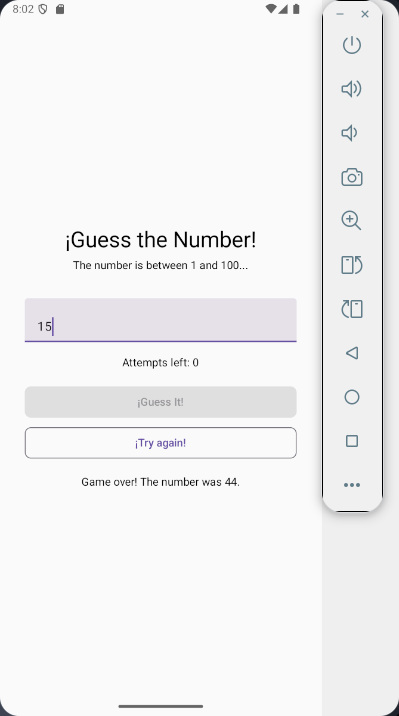 8:02
¡Guess the Number!
The number is between 1 and 100...
15
Attempts left: 0
¡Guess It!
¡Try again!
Game over! The number was 44.